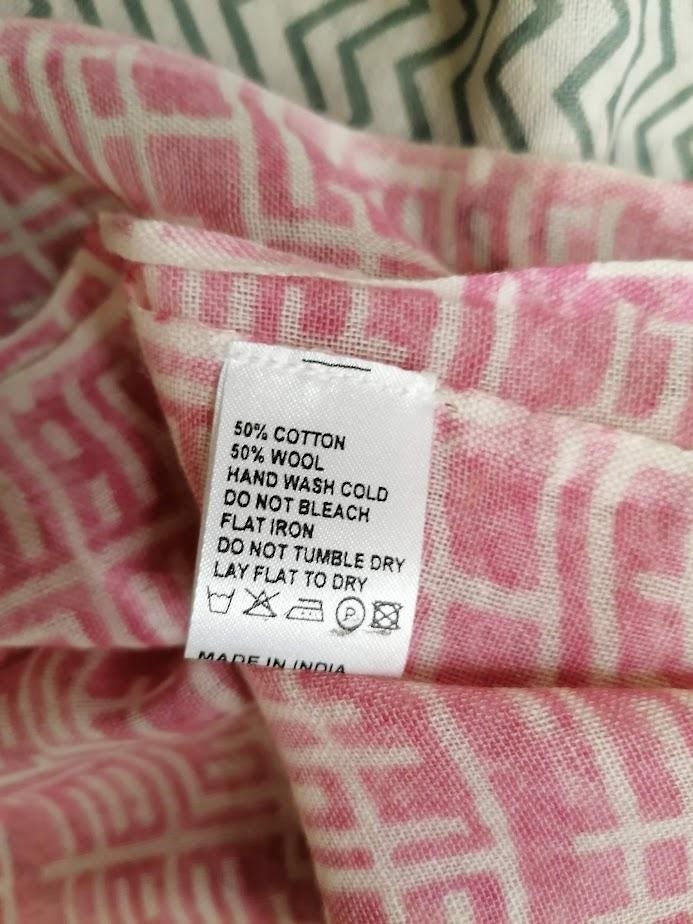 50% COTTON
50% WOOL
HAND WASH COLD
DO NOT BLEACH
FLAT IRON
DO NOT TUMBLE DRY
LAY FLAT TO DRY
P
MADE IN INDIA